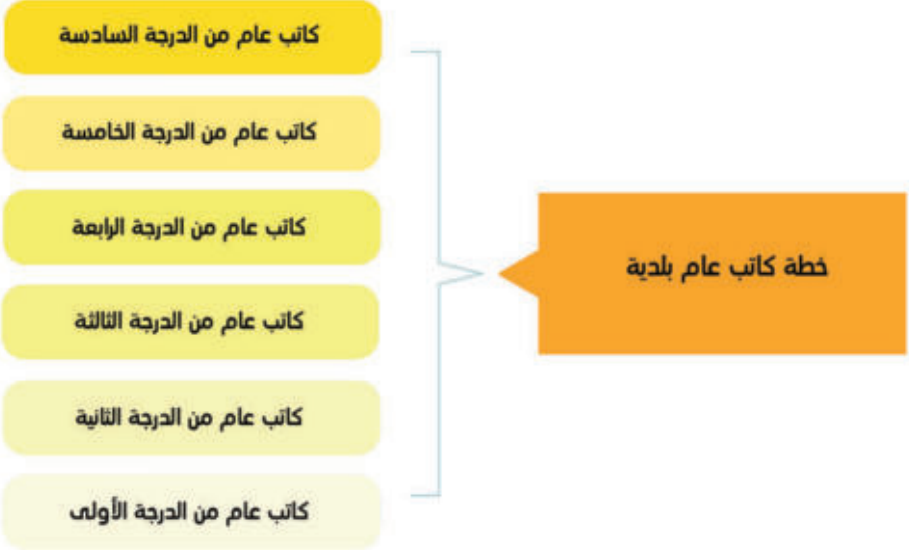 خطة كاتب عام بلدية
كاتب عام من الدرجة السادسة
كاتب عام من الدرجة الخامسة
كاتب عام من الدرجة الرابعة
كاتب عام من الدرجة الثالثة
كاتب عام من الدرجة الثانية
كاتب عام من الدرجة الأولى